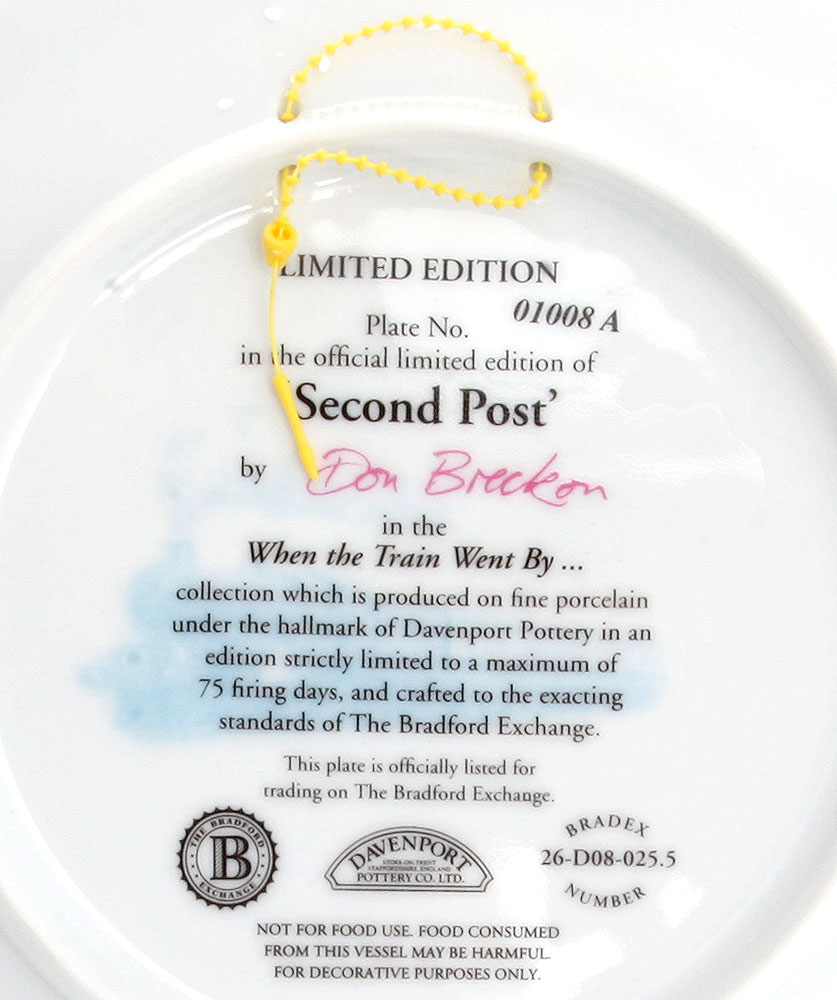 LIMITED EDITION
Plate No. 01008 A
in the official limited edition of
‘Second Post’
by Don Breckon
in the
When the Train Went By ...
collection which is produced on fine porcelain
under the hallmark of Davenport Pottery in an
edition strictly limited to a maximum of
75 firing days, and crafted to the exacting
standards of The Bradford Exchange.
This plate is officially listed for
trading on The Bradford Exchange.
THE BRADFORD
B
EXCHANGE
DAVENPORT
STOKE-ON-TRENT
STAFFORDSHIRE, ENGLAND
POTTERY CO. LTD.
BRADEX
26-D08-025.5
NUMBER
NOT FOR FOOD USE. FOOD CONSUMED
FROM THIS VESSEL MAY BE HARMFUL.
FOR DECORATIVE PURPOSES ONLY.